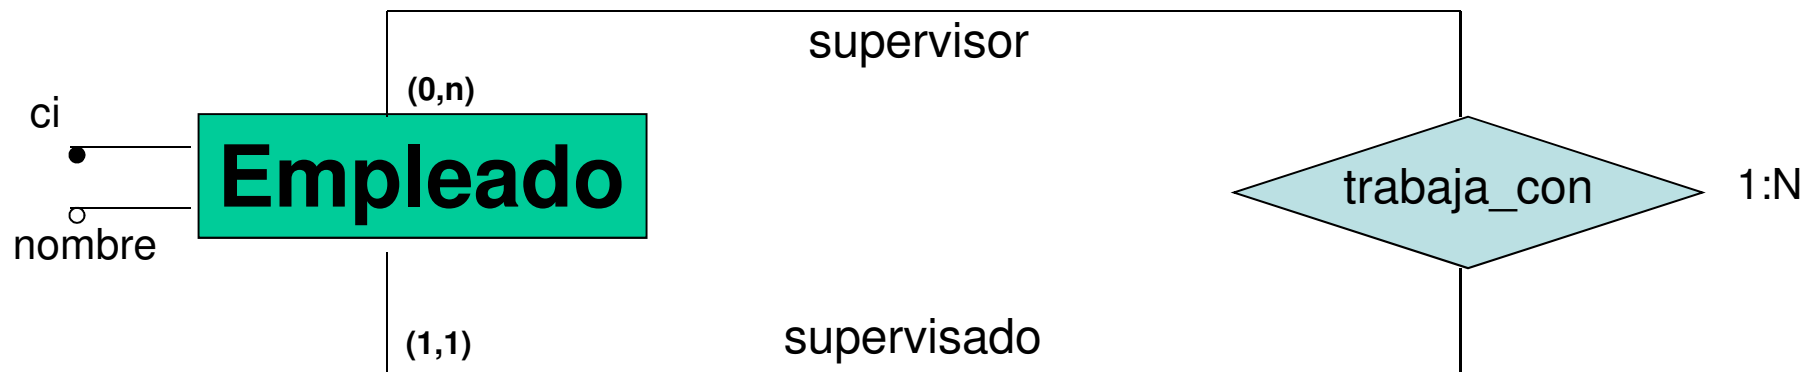 supervisor
(0,n)
ci
Empleado
trabaja_con
1:N
nombre
(1,1)
supervisado